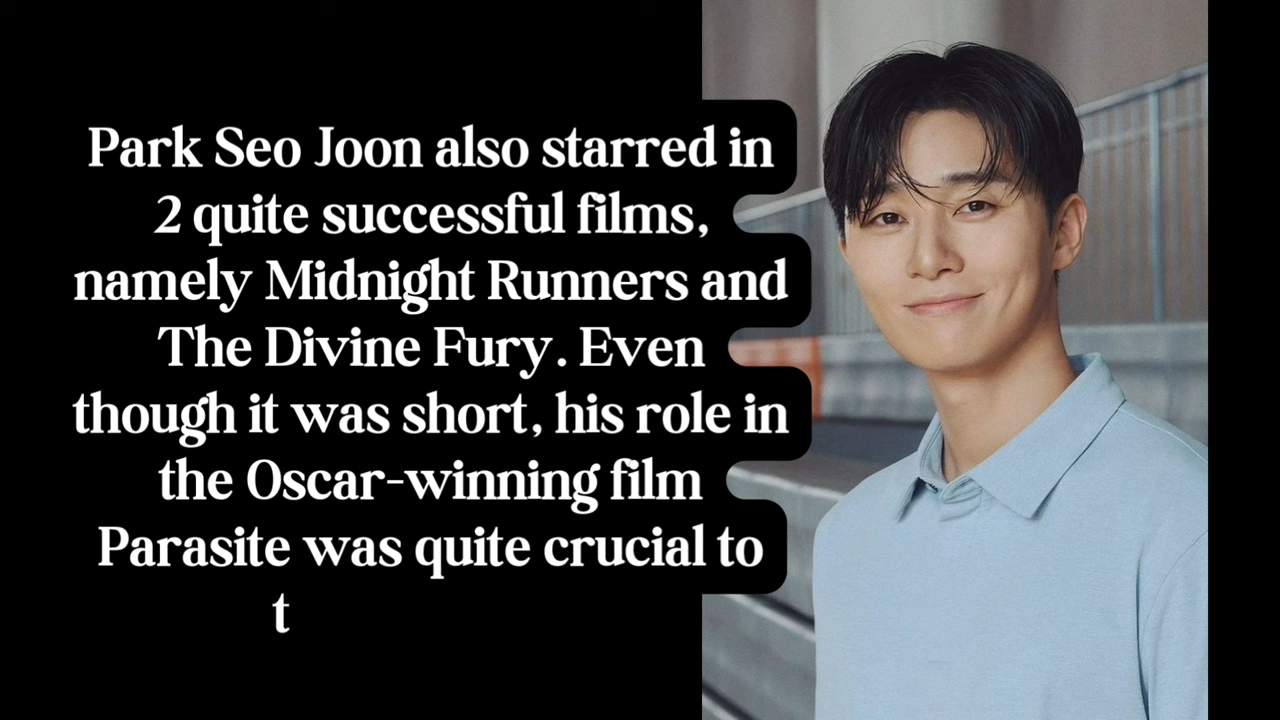 Park Seo Joon also starred in
2 quite successful films,
namely Midnight Runners and
The Divine Fury. Even
though it was short, his role in
the Oscar-winning film
Parasite was quite crucial to
t